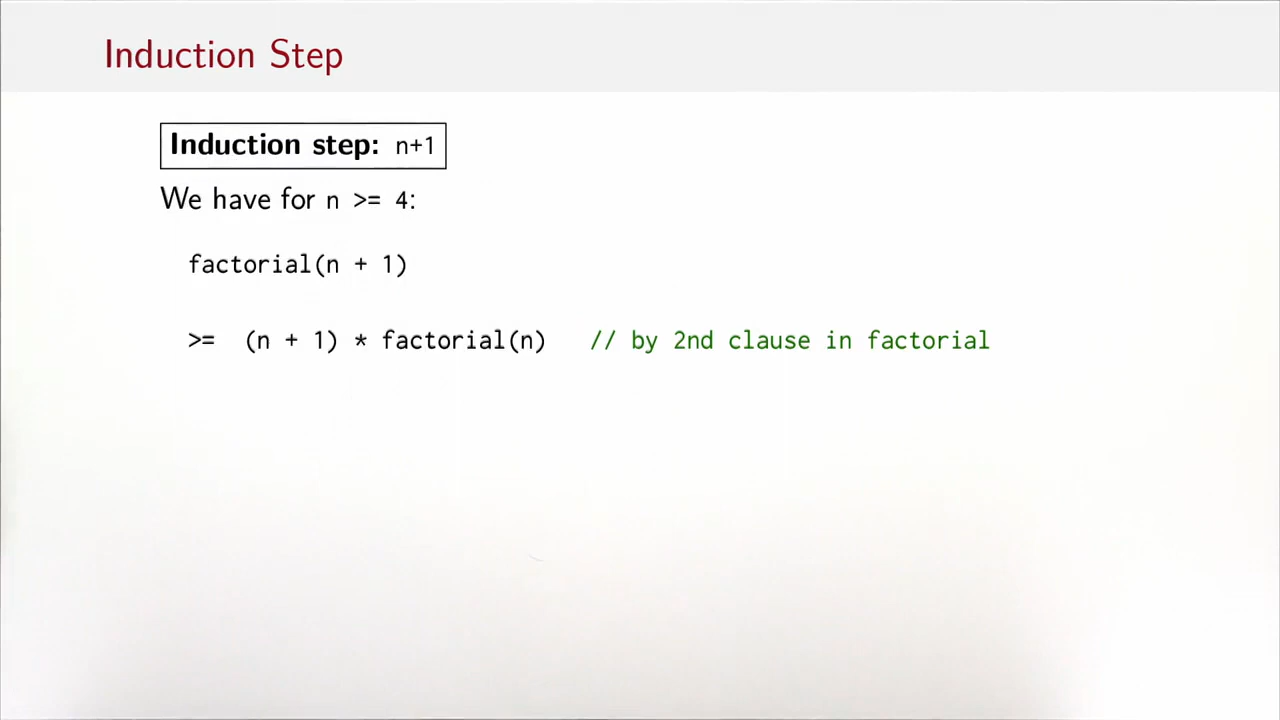 Induction Step
Induction step: n+1
We have for n >= 4:
factorial(n + 1)
>= (n + 1) * factorial(n) // by 2nd clause in factorial